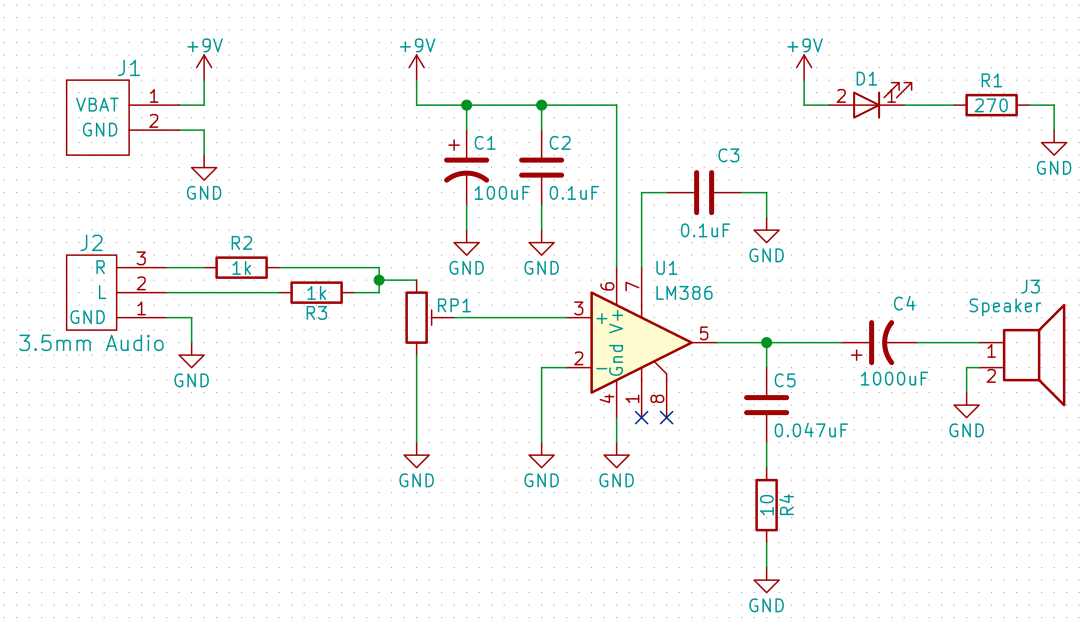 +9V
+9V
+9V
J1
VBAT 1
GND 2
GND
D1
2 1
R1
270
GND
+ C1
100uF
GND
C2
0.1uF
GND
C3
0.1uF
GND
J2
R 3
L 2
GND 1
3.5mm Audio
GND
R2
1k
1k
R3
RP1
GND
U1
LM386
6 7
3 + V+
2 − Gnd
5
4 1 8
GND
GND
C4
+
1000uF
C5
0.047uF
10 R4
GND
J3
Speaker
1
2
GND